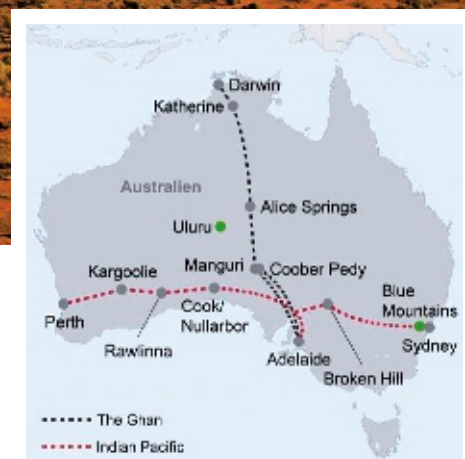 Darwin
Katherine
Australien
Alice Springs
Uluru
Manguri
Coober Pedy
Kargoolie
Blue
Mountains
Cook/
Nullarbor
Perth
Sydney
Rawlinna
Adelaide
Broken Hill
The Ghan
Indian Pacific